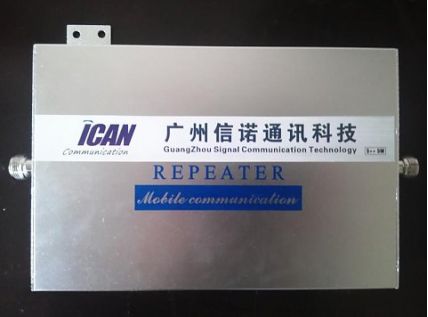 iCAN
Communication
广州信诺通讯科技
GuangZhou Signal Communication Technology
REPEATER
Mobile communication